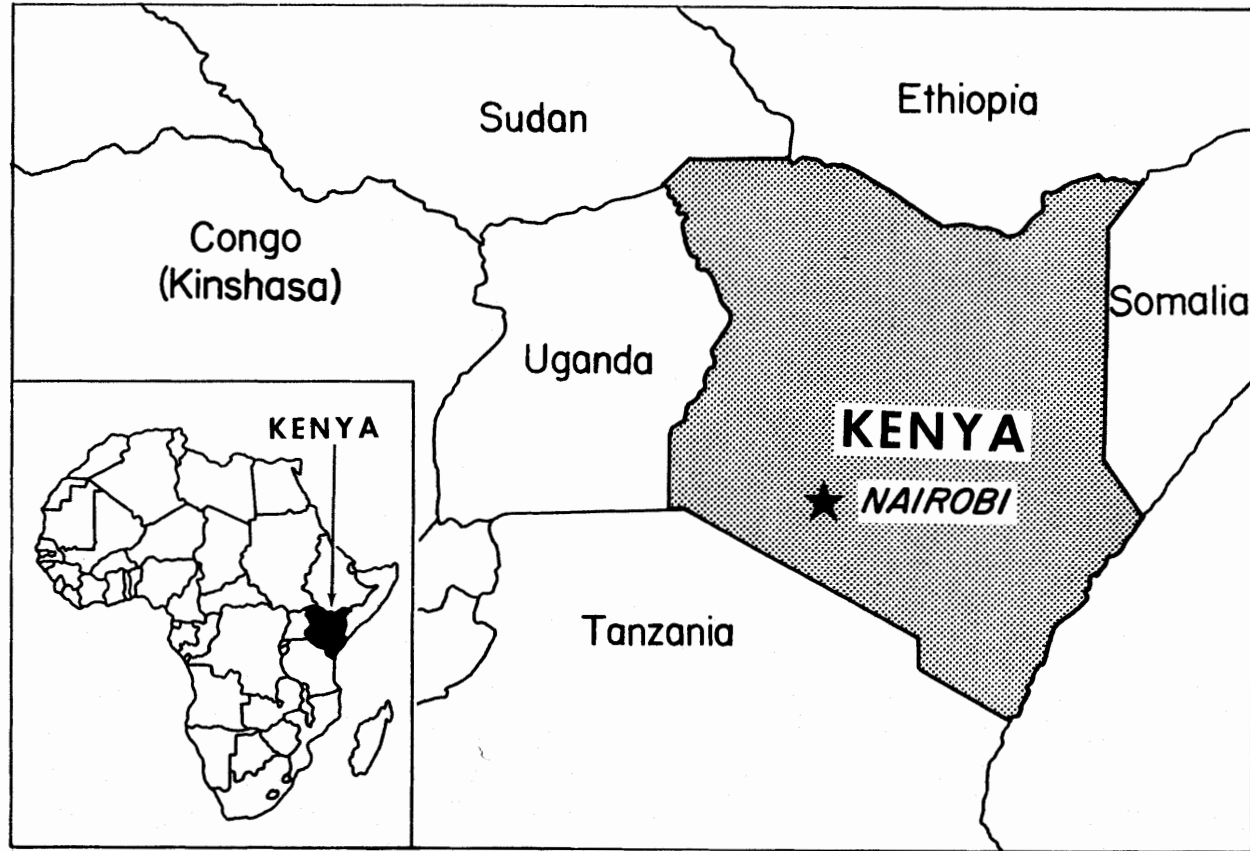 Sudan
Ethiopia
Congo
(Kinshasa)
Somalia
Uganda
KENYA
NAIROBI
Tanzania
KENYA